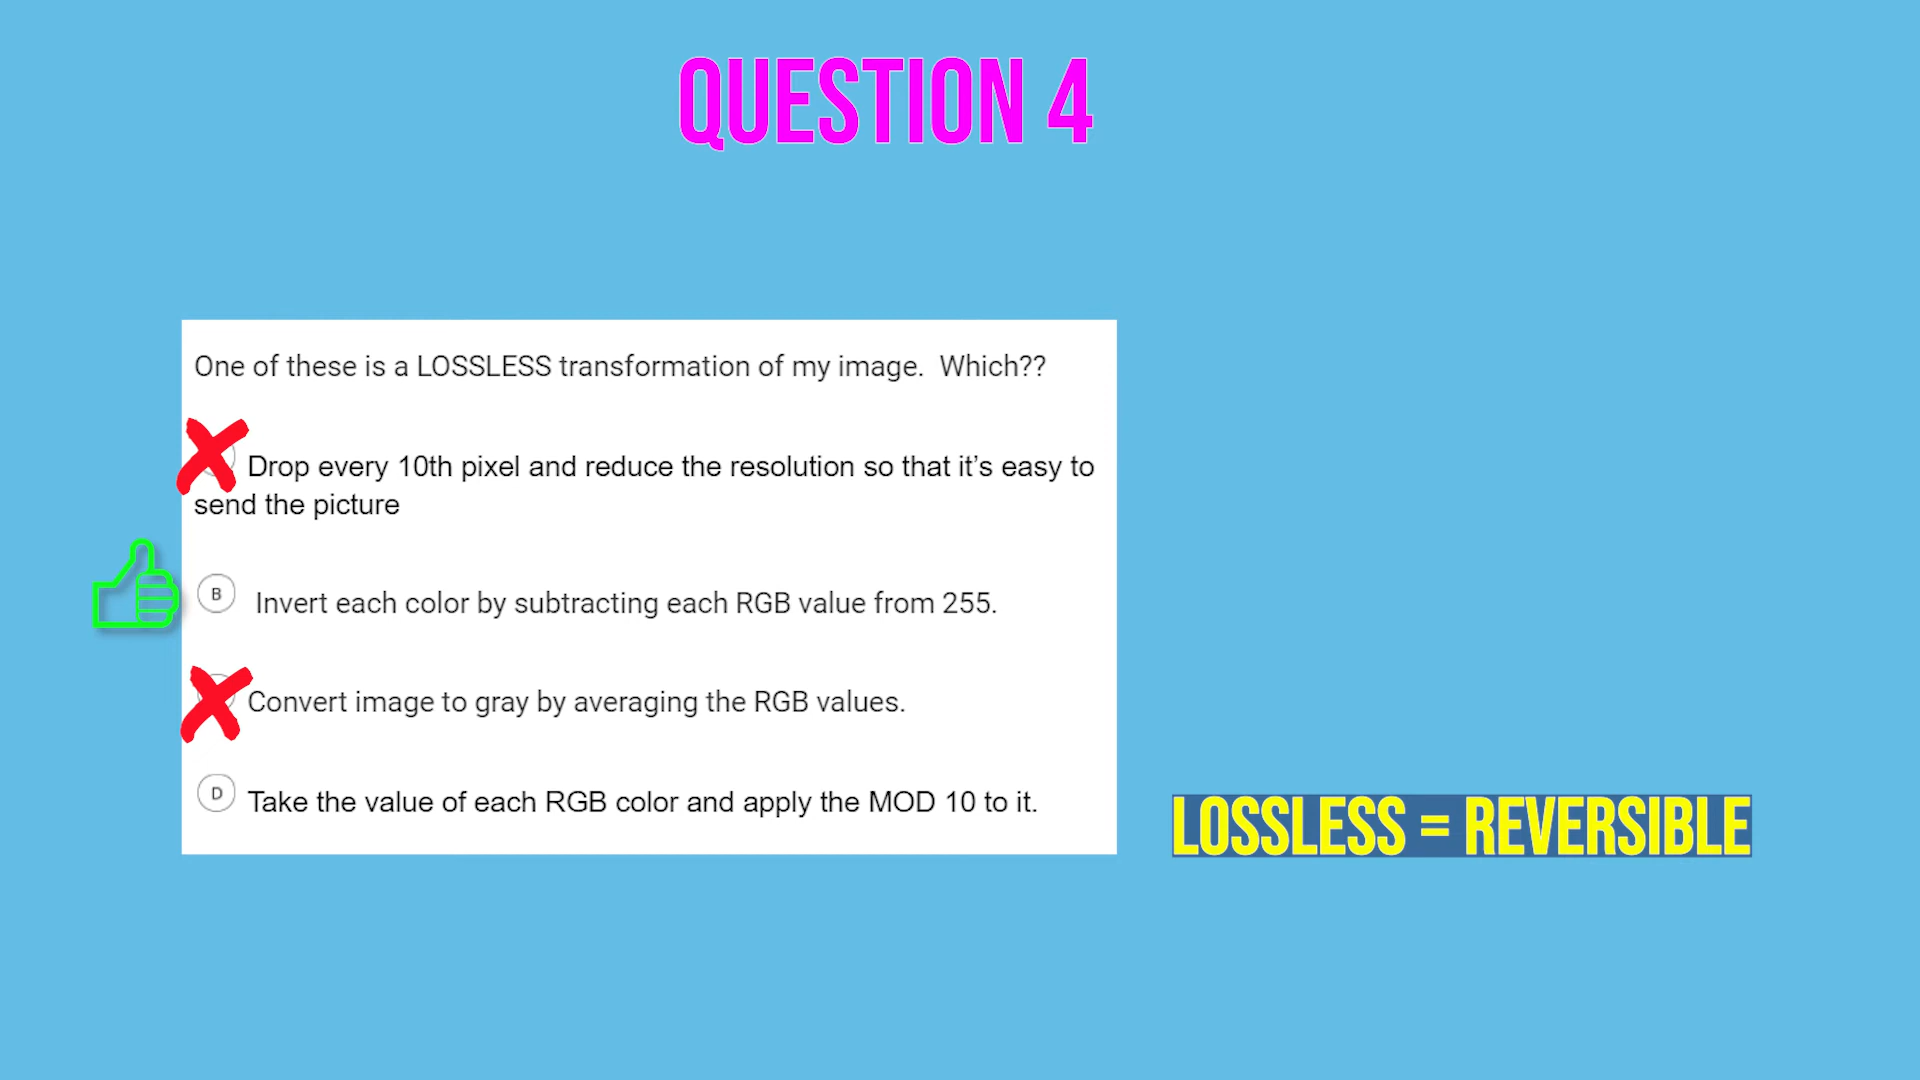 QUESTION 4
One of these is a LOSSLESS transformation of my image. Which??
Drop every 10th pixel and reduce the resolution so that it’s easy to
send the picture
B Invert each color by subtracting each RGB value from 255.
Convert image to gray by averaging the RGB values.
D Take the value of each RGB color and apply the MOD 10 to it.
LOSSLESS = REVERSIBLE